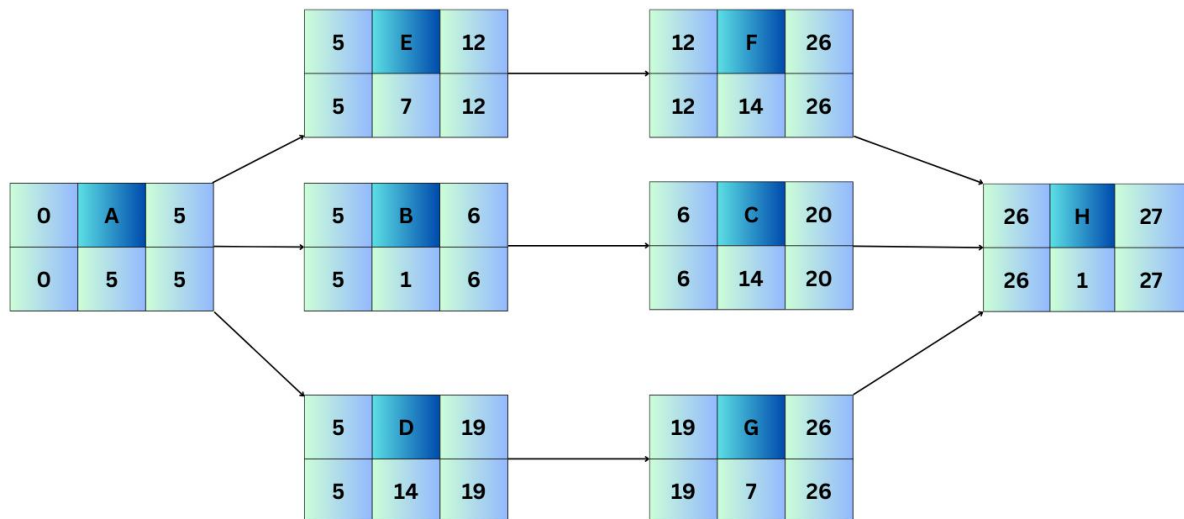 5 E 12
5 7 12
12 F 26
12 14 26
0 A 5
0 5 5
5 B 6
5 1 6
6 C 20
6 14 20
26 H 27
26 1 27
5 D 19
5 14 19
19 G 26
19 7 26